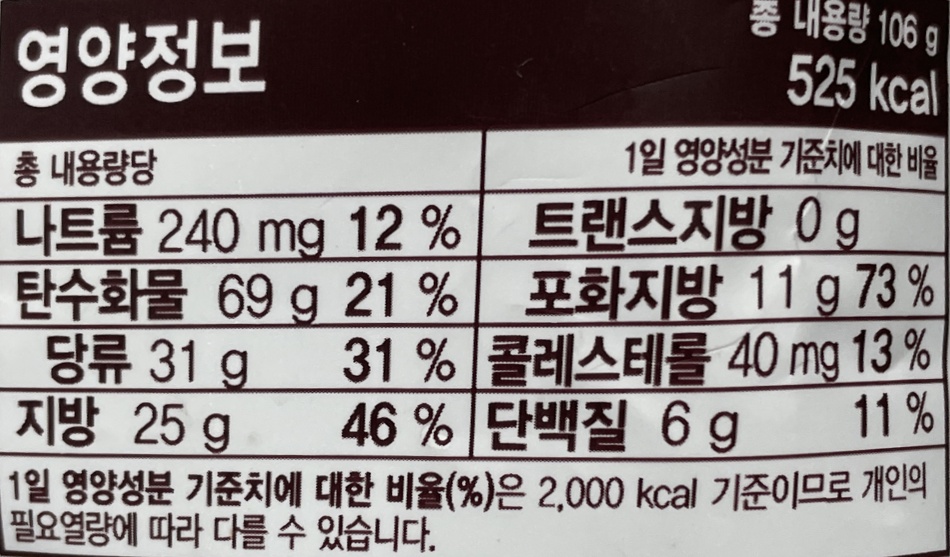 영양정보
총 내용량 106 g
525 kcal
총 내용량당
1일 영양성분 기준치에 대한 비율
나트륨 240 mg 12 %
트랜스지방 0 g
탄수화물 69 g 21 %
포화지방 11 g 73 %
당류 31 g 31 %
콜레스테롤 40 mg 13 %
지방 25 g 46 %
단백질 6 g 11 %
1일 영양성분 기준치에 대한 비율(%)은 2,000 kcal 기준이므로 개인의
필요열량에 따라 다를 수 있습니다.